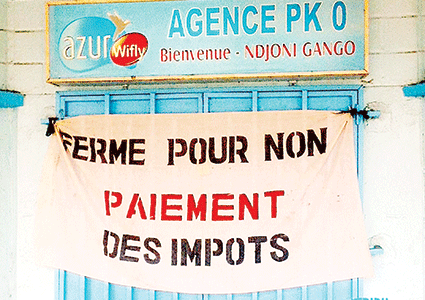 azur Wifly
AGENCE PK 0
Bienvenue - NDJONI GANGO
FERME POUR NON
PAIEMENT
DES IMPOTS